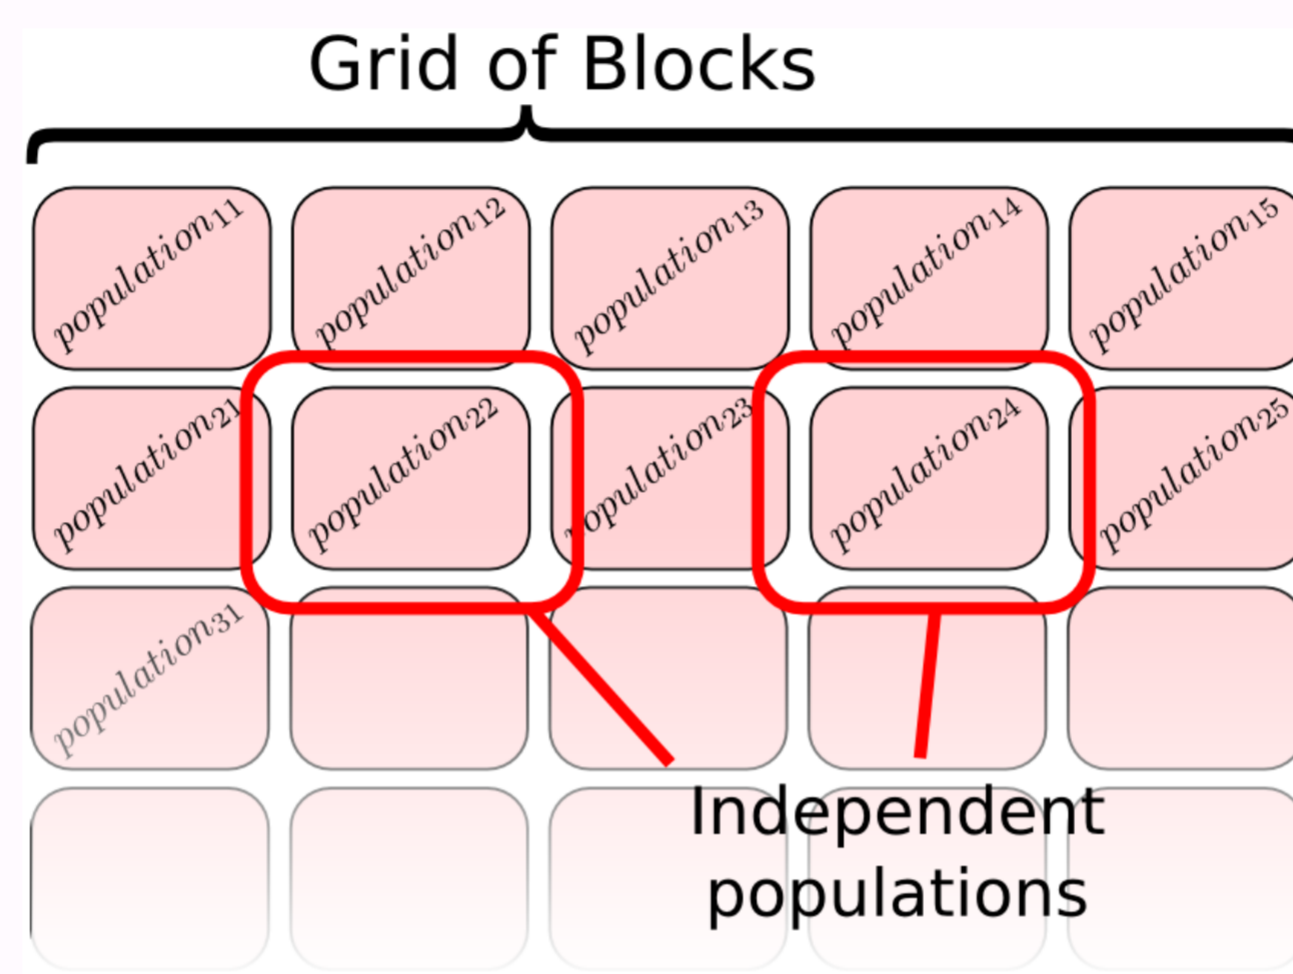 Grid of Blocks
population11
population12
population13
population14
population15
population21
population22
population23
population24
population25
population31
Independent
populations